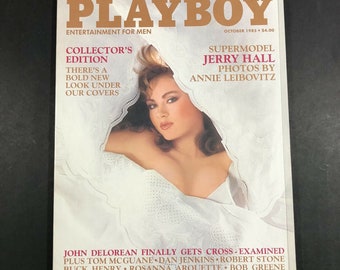 PLAYBOY
ENTERTAINMENT FOR MEN
OCTOBER 1985 • $4.00
COLLECTOR'S
EDITION
THERE'S A
BOLD NEW
LOOK UNDER
OUR COVERS
SUPERMODEL
JERRY HALL
PHOTOS BY
ANNIE LEIBOVITZ
JOHN DELOREAN FINALLY GETS CROSS-EXAMINED
PLUS TOM MCGUANE • DAN JENKINS • ROBERT STONE
BUCK HENRY • ROSANNA ARQUETTE • BOB GREENE